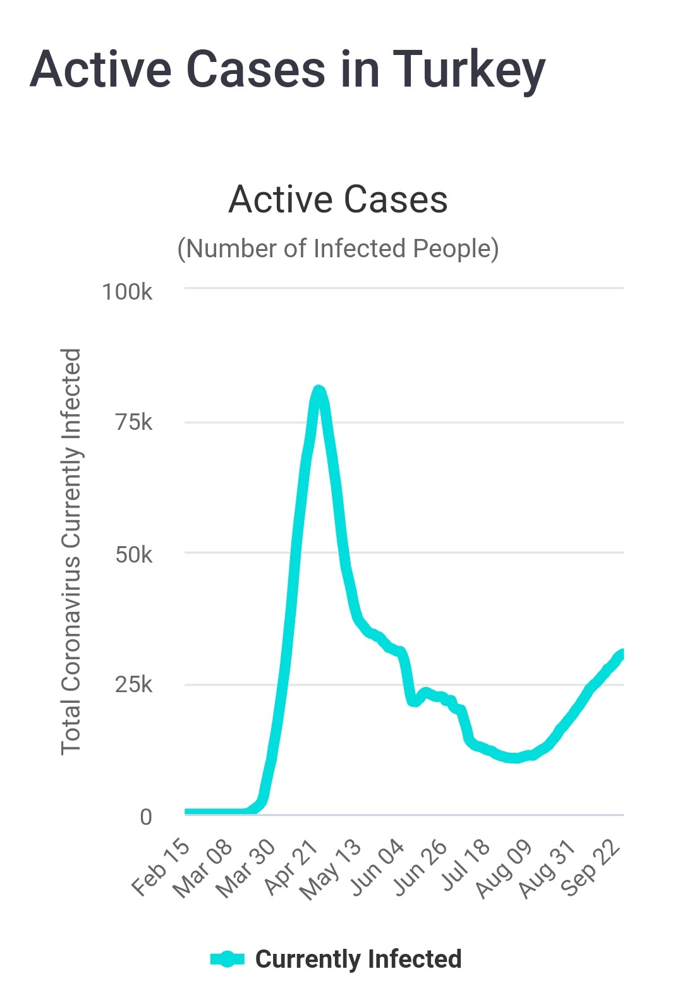 Active Cases in Turkey
Active Cases
(Number of Infected People)
Total Coronavirus Currently Infected
100k
75k
50k
25k
0
Feb 15
Mar 08
Mar 30
Apr 21
May 13
Jun 04
Jun 26
Jul 18
Aug 09
Aug 31
Sep 22
Currently Infected